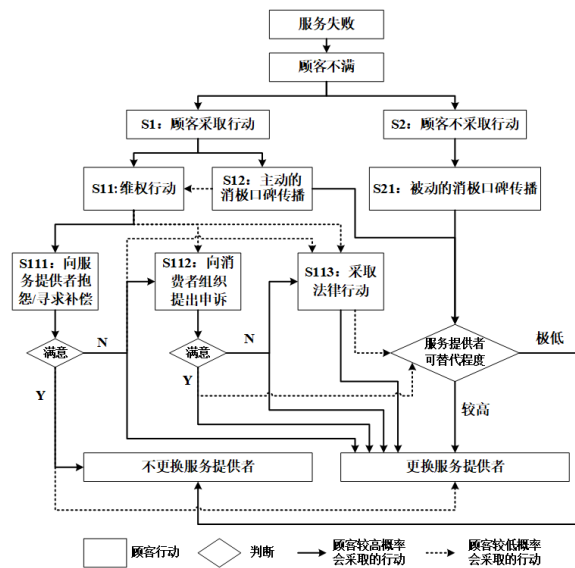 服务失败
顾客不满
S1：顾客采取行动
S2：顾客不采取行动
S11:维权行动
S12：主动的
消极口碑传播
S21：被动的消极口碑传播
S111：向服
务提供者抱
怨/寻求补偿
S112：向消
费者组织
提出申诉
S113：采取
法律行动
满意
N
满意
N
服务提供者
可替代程度
极低
Y
Y
较高
不更换服务提供者
更换服务提供者
顾客行动
判断
顾客较高概率
会采取的行动
顾客较低概率
会采取的行动